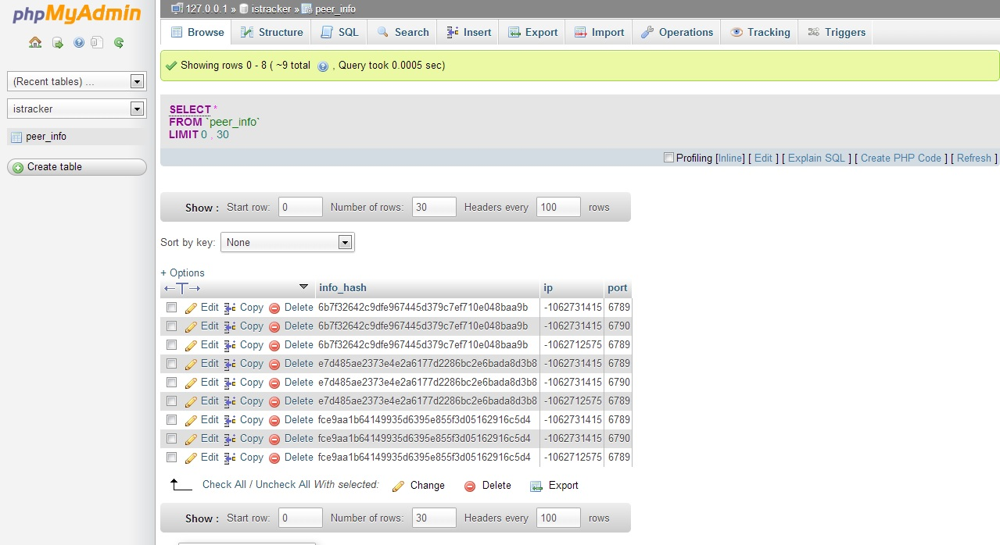 phpMyAdmin
(Recent tables) ...
istracker
peer_info
Create table
127.0.0.1 » istracker » peer_info
Browse Structure SQL Search Insert Export Import Operations Tracking Triggers
Showing rows 0 - 8 ( ~9 total , Query took 0.0005 sec)
SELECT *
FROM `peer_info`
LIMIT 0 , 30
Profiling [Inline] [ Edit ] [ Explain SQL ] [ Create PHP Code ] [ Refresh ]
Show : Start row: 0 Number of rows: 30 Headers every 100 rows
Sort by key: None
+ Options
←T→ info_hash ip port
Edit Copy Delete 6b7f32642c9dfe967445d379c7ef710e048baa9b -1062731415 6789
Edit Copy Delete 6b7f32642c9dfe967445d379c7ef710e048baa9b -1062731415 6790
Edit Copy Delete 6b7f32642c9dfe967445d379c7ef710e048baa9b -1062712575 6789
Edit Copy Delete e7d485ae2373e4e2a6177d2286bc2e6bada8d3b8 -1062731415 6789
Edit Copy Delete e7d485ae2373e4e2a6177d2286bc2e6bada8d3b8 -1062731415 6790
Edit Copy Delete e7d485ae2373e4e2a6177d2286bc2e6bada8d3b8 -1062712575 6789
Edit Copy Delete fce9aa1b64149935d6395e855f3d05162916c5d4 -1062731415 6789
Edit Copy Delete fce9aa1b64149935d6395e855f3d05162916c5d4 -1062731415 6790
Edit Copy Delete fce9aa1b64149935d6395e855f3d05162916c5d4 -1062712575 6789
Check All / Uncheck All With selected: Change Delete Export
Show : Start row: 0 Number of rows: 30 Headers every 100 rows